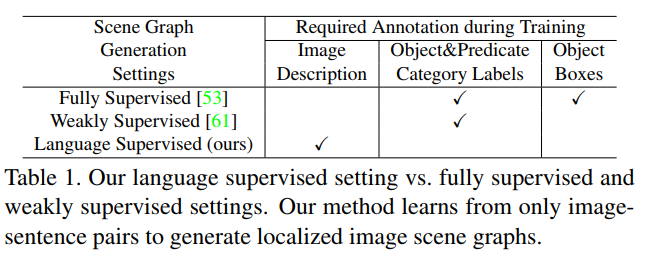 Scene Graph Required Annotation during Training
Generation Image Object&Predicate Object
Settings Description Category Labels Boxes
Fully Supervised [53] ✓ ✓
Weakly Supervised [61] ✓
Language Supervised (ours) ✓
Table 1. Our language supervised setting vs. fully supervised and
weakly supervised settings. Our method learns from only image-
sentence pairs to generate localized image scene graphs.